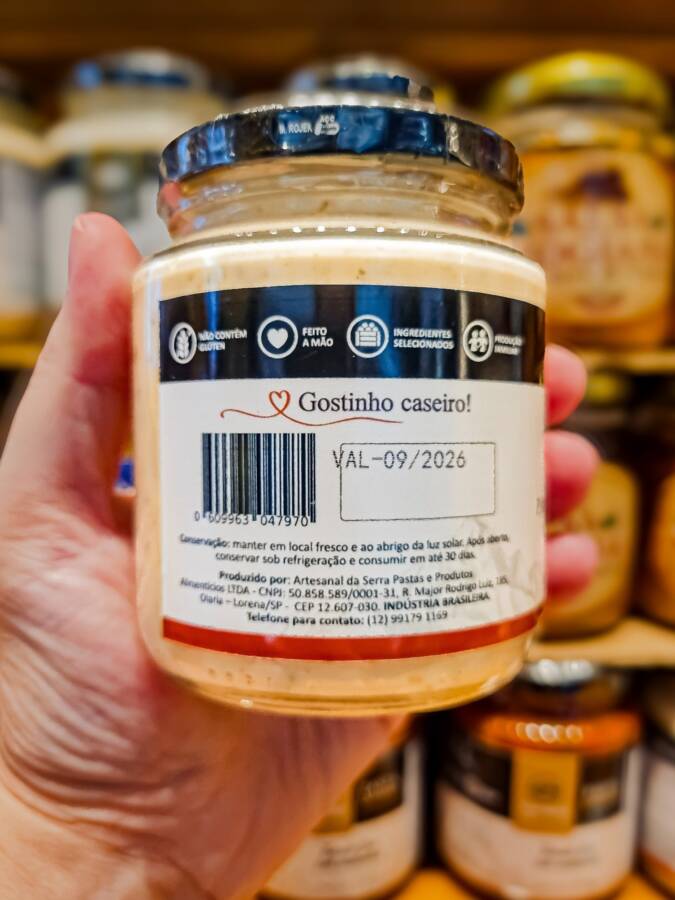 M. ROJEK
NÃO CONTÉM
GLÚTEN
FEITO
A MÃO
INGREDIENTES
SELECIONADOS
PRODUÇÃO
FAMILIAR
Gostinho caseiro!
VAL-09/2026
0 609963 047970
Conservação: manter em local fresco e ao abrigo da luz solar. Após aberto,
conservar sob refrigeração e consumir em até 30 dias.
Produzido por: Artesanal da Serra Pastas e Produtos
Alimentícios LTDA - CNPJ: 50.858.589/0001-31, R. Major Rodrigo Luiz,
Olaria – Lorena/SP - CEP 12.607-030. INDÚSTRIA BRASILEIRA
Telefone para contato: (12) 99179 1169